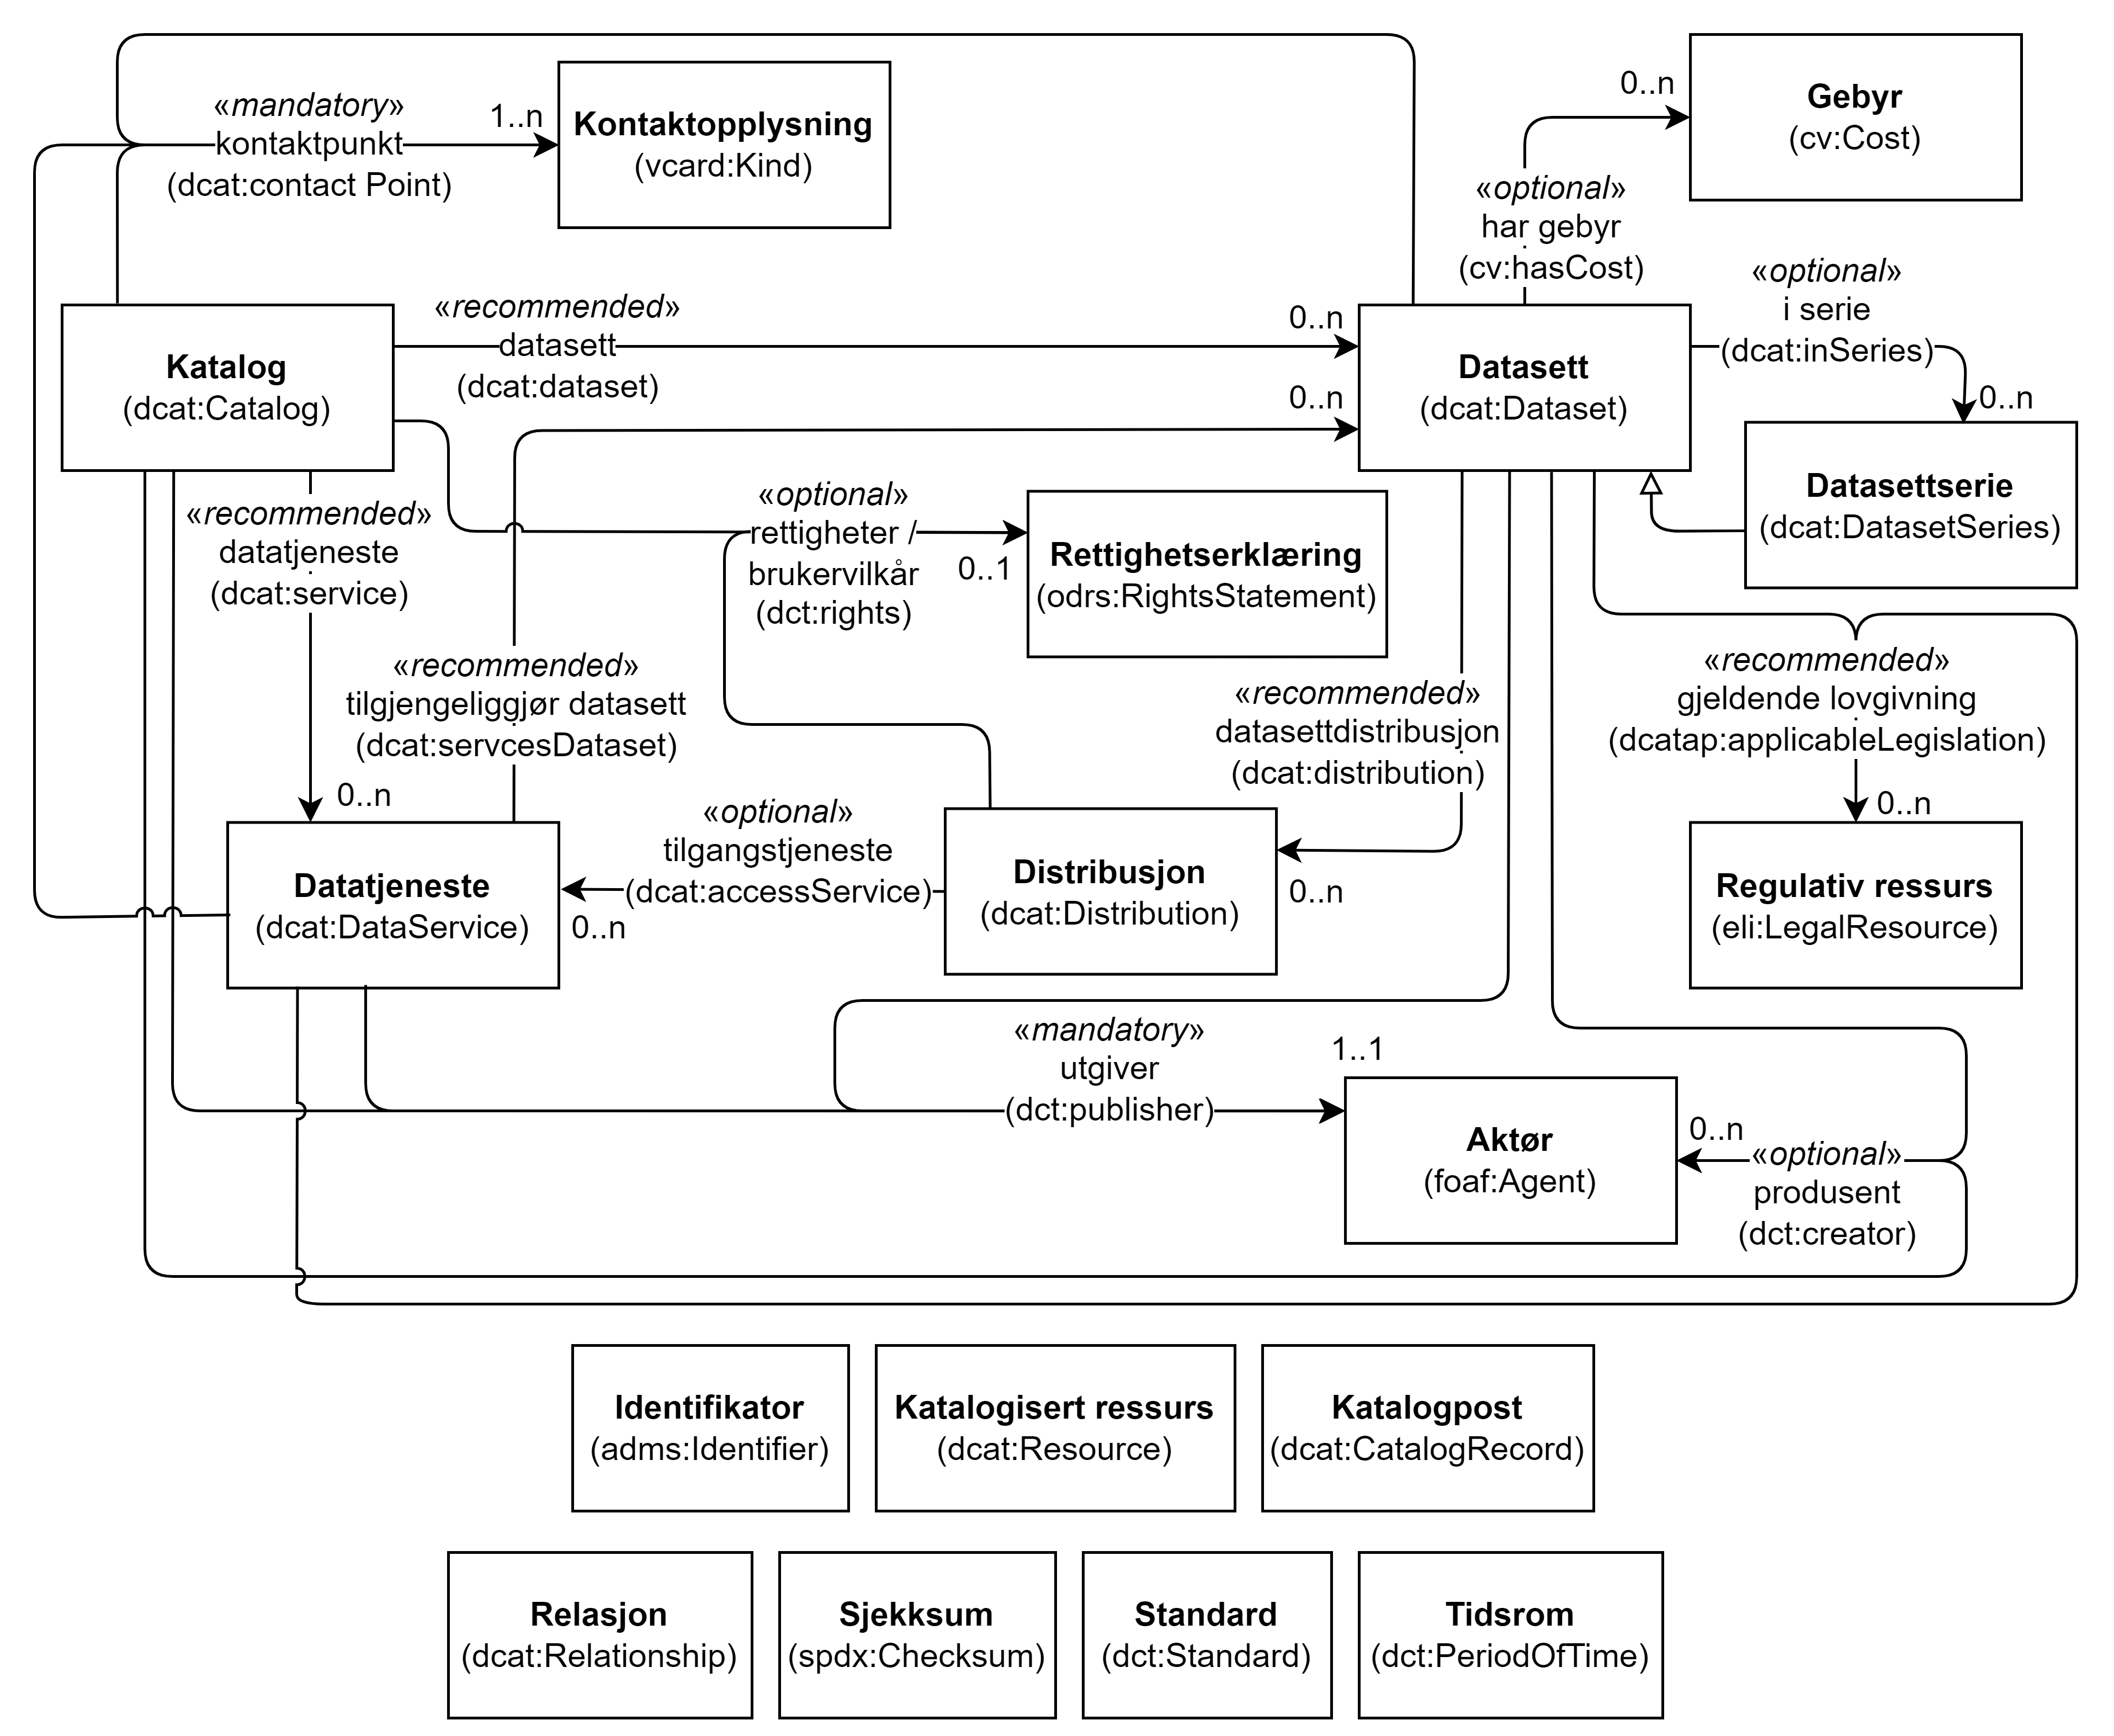 «mandatory»
kontaktpunkt
(dcat:contact Point)
1..n
Kontaktopplysning
(vcard:Kind)
0..n
Gebyr
(cv:Cost)
«optional»
har gebyr
(cv:hasCost)
«optional»
i serie
(dcat:inSeries)
0..n
Katalog
(dcat:Catalog)
«recommended»
datasett
(dcat:dataset)
0..n
0..n
Datasett
(dcat:Dataset)
Datasettserie
(dcat:DatasetSeries)
«recommended»
datatjeneste
(dcat:service)
0..n
«optional»
rettigheter /
brukervilkår
(dct:rights)
0..1
Rettighetserklæring
(odrs:RightsStatement)
«recommended»
tilgjengeliggjør datasett
(dcat:servcesDataset)
«recommended»
datasettdistribusjon
(dcat:distribution)
0..n
«recommended»
gjeldende lovgivning
(dcatap:applicableLegislation)
0..n
Datatjeneste
(dcat:DataService)
«optional»
tilgangstjeneste
(dcat:accessService)
0..n
Distribusjon
(dcat:Distribution)
Regulativ ressurs
(eli:LegalResource)
«mandatory»
utgiver
(dct:publisher)
1..1
Aktør
(foaf:Agent)
0..n
«optional»
produsent
(dct:creator)
Identifikator
(adms:Identifier)
Katalogisert ressurs
(dcat:Resource)
Katalogpost
(dcat:CatalogRecord)
Relasjon
(dcat:Relationship)
Sjekksum
(spdx:Checksum)
Standard
(dct:Standard)
Tidsrom
(dct:PeriodOfTime)